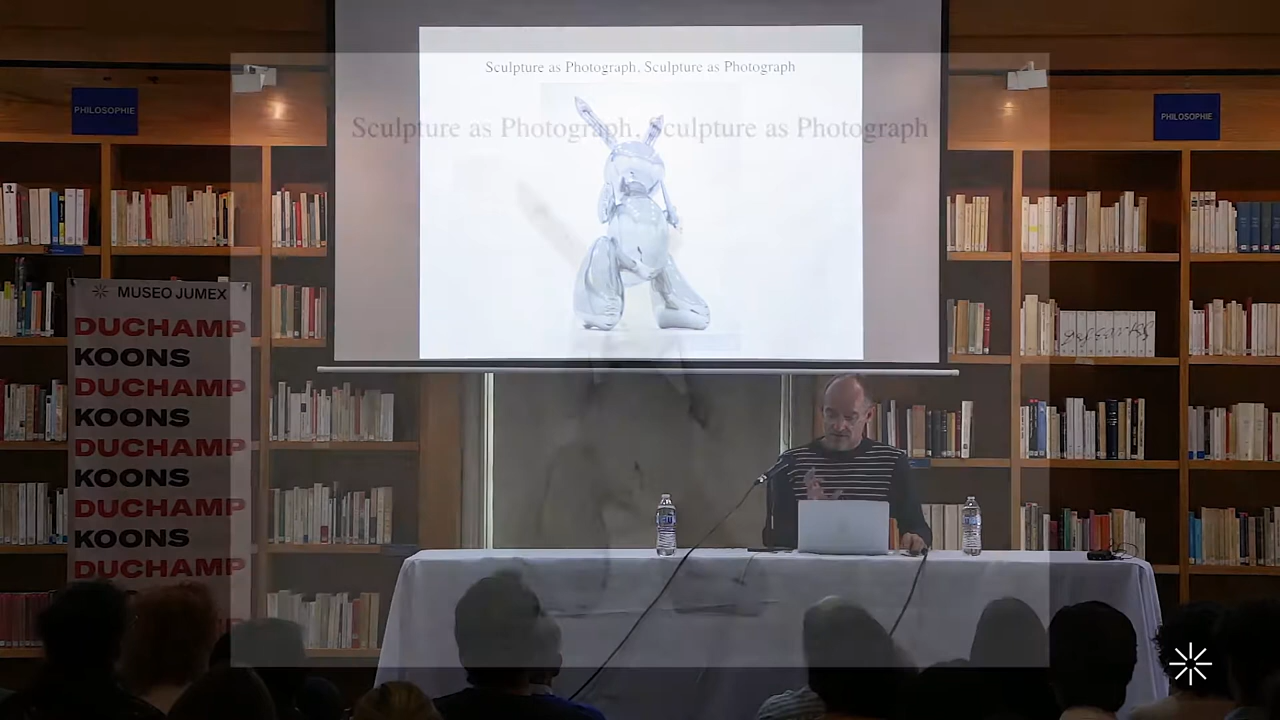 Sculpture as Photograph, Sculpture as Photograph
Sculpture as Photograph, Sculpture as Photograph
PHILOSOPHIE
PHILOSOPHIE
MUSEO JUMEX
DUCHAMP
KOONS
DUCHAMP
KOONS
DUCHAMP
KOONS
DUCHAMP
KOONS
DUCHAMP